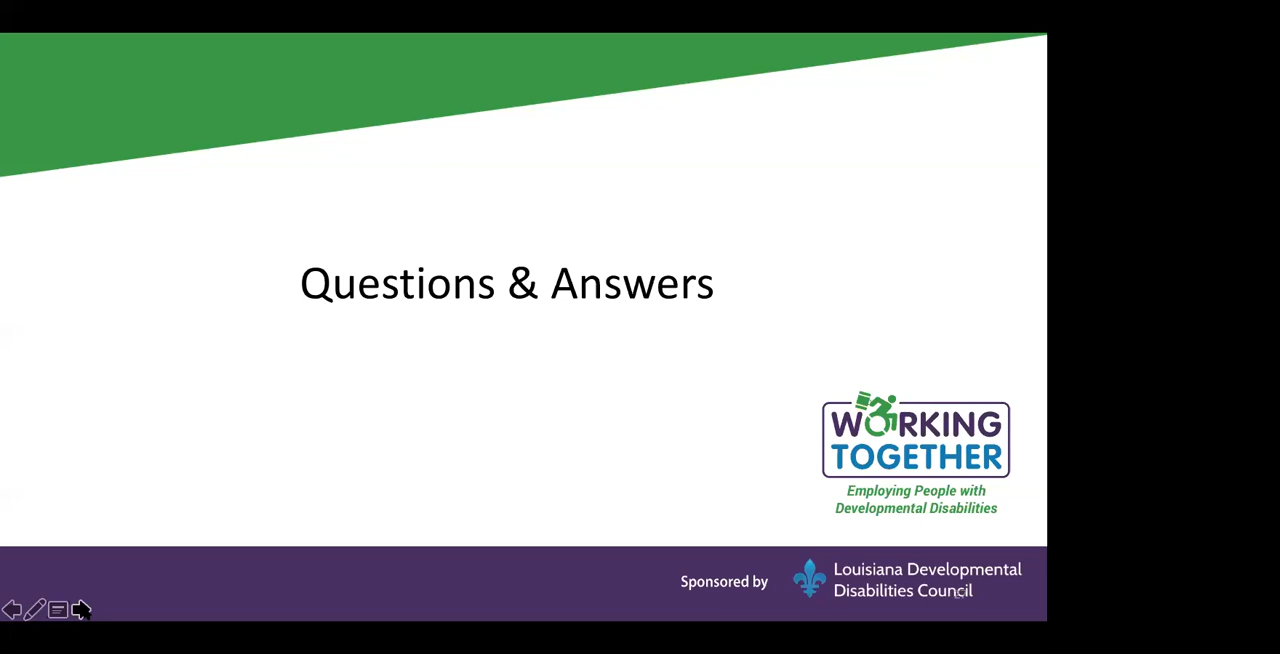 Questions & Answers
WORKING
TOGETHER
Employing People with
Developmental Disabilities
Sponsored by
Louisiana Developmental
Disabilities Council